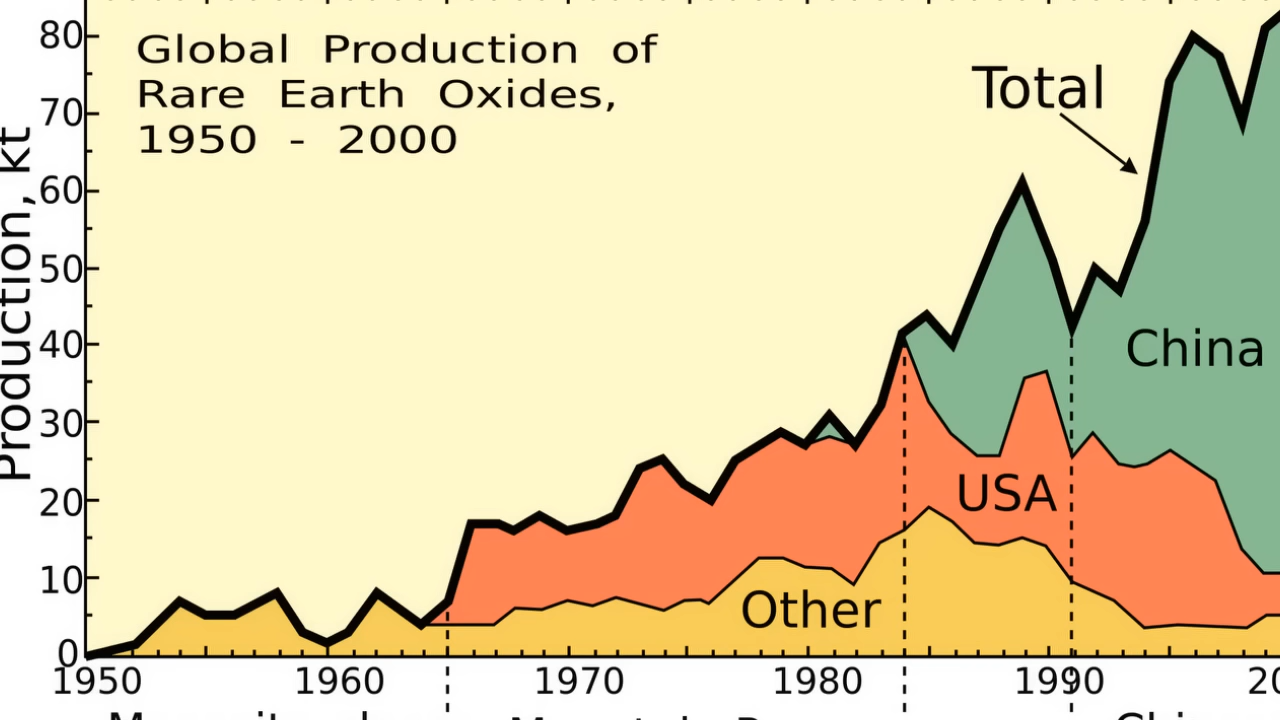 Global Production of
Rare Earth Oxides,
1950 - 2000
Production, kt
80
70
60
50
40
30
20
10
0
Total
China
USA
Other
1950 1960 1970 1980 1990